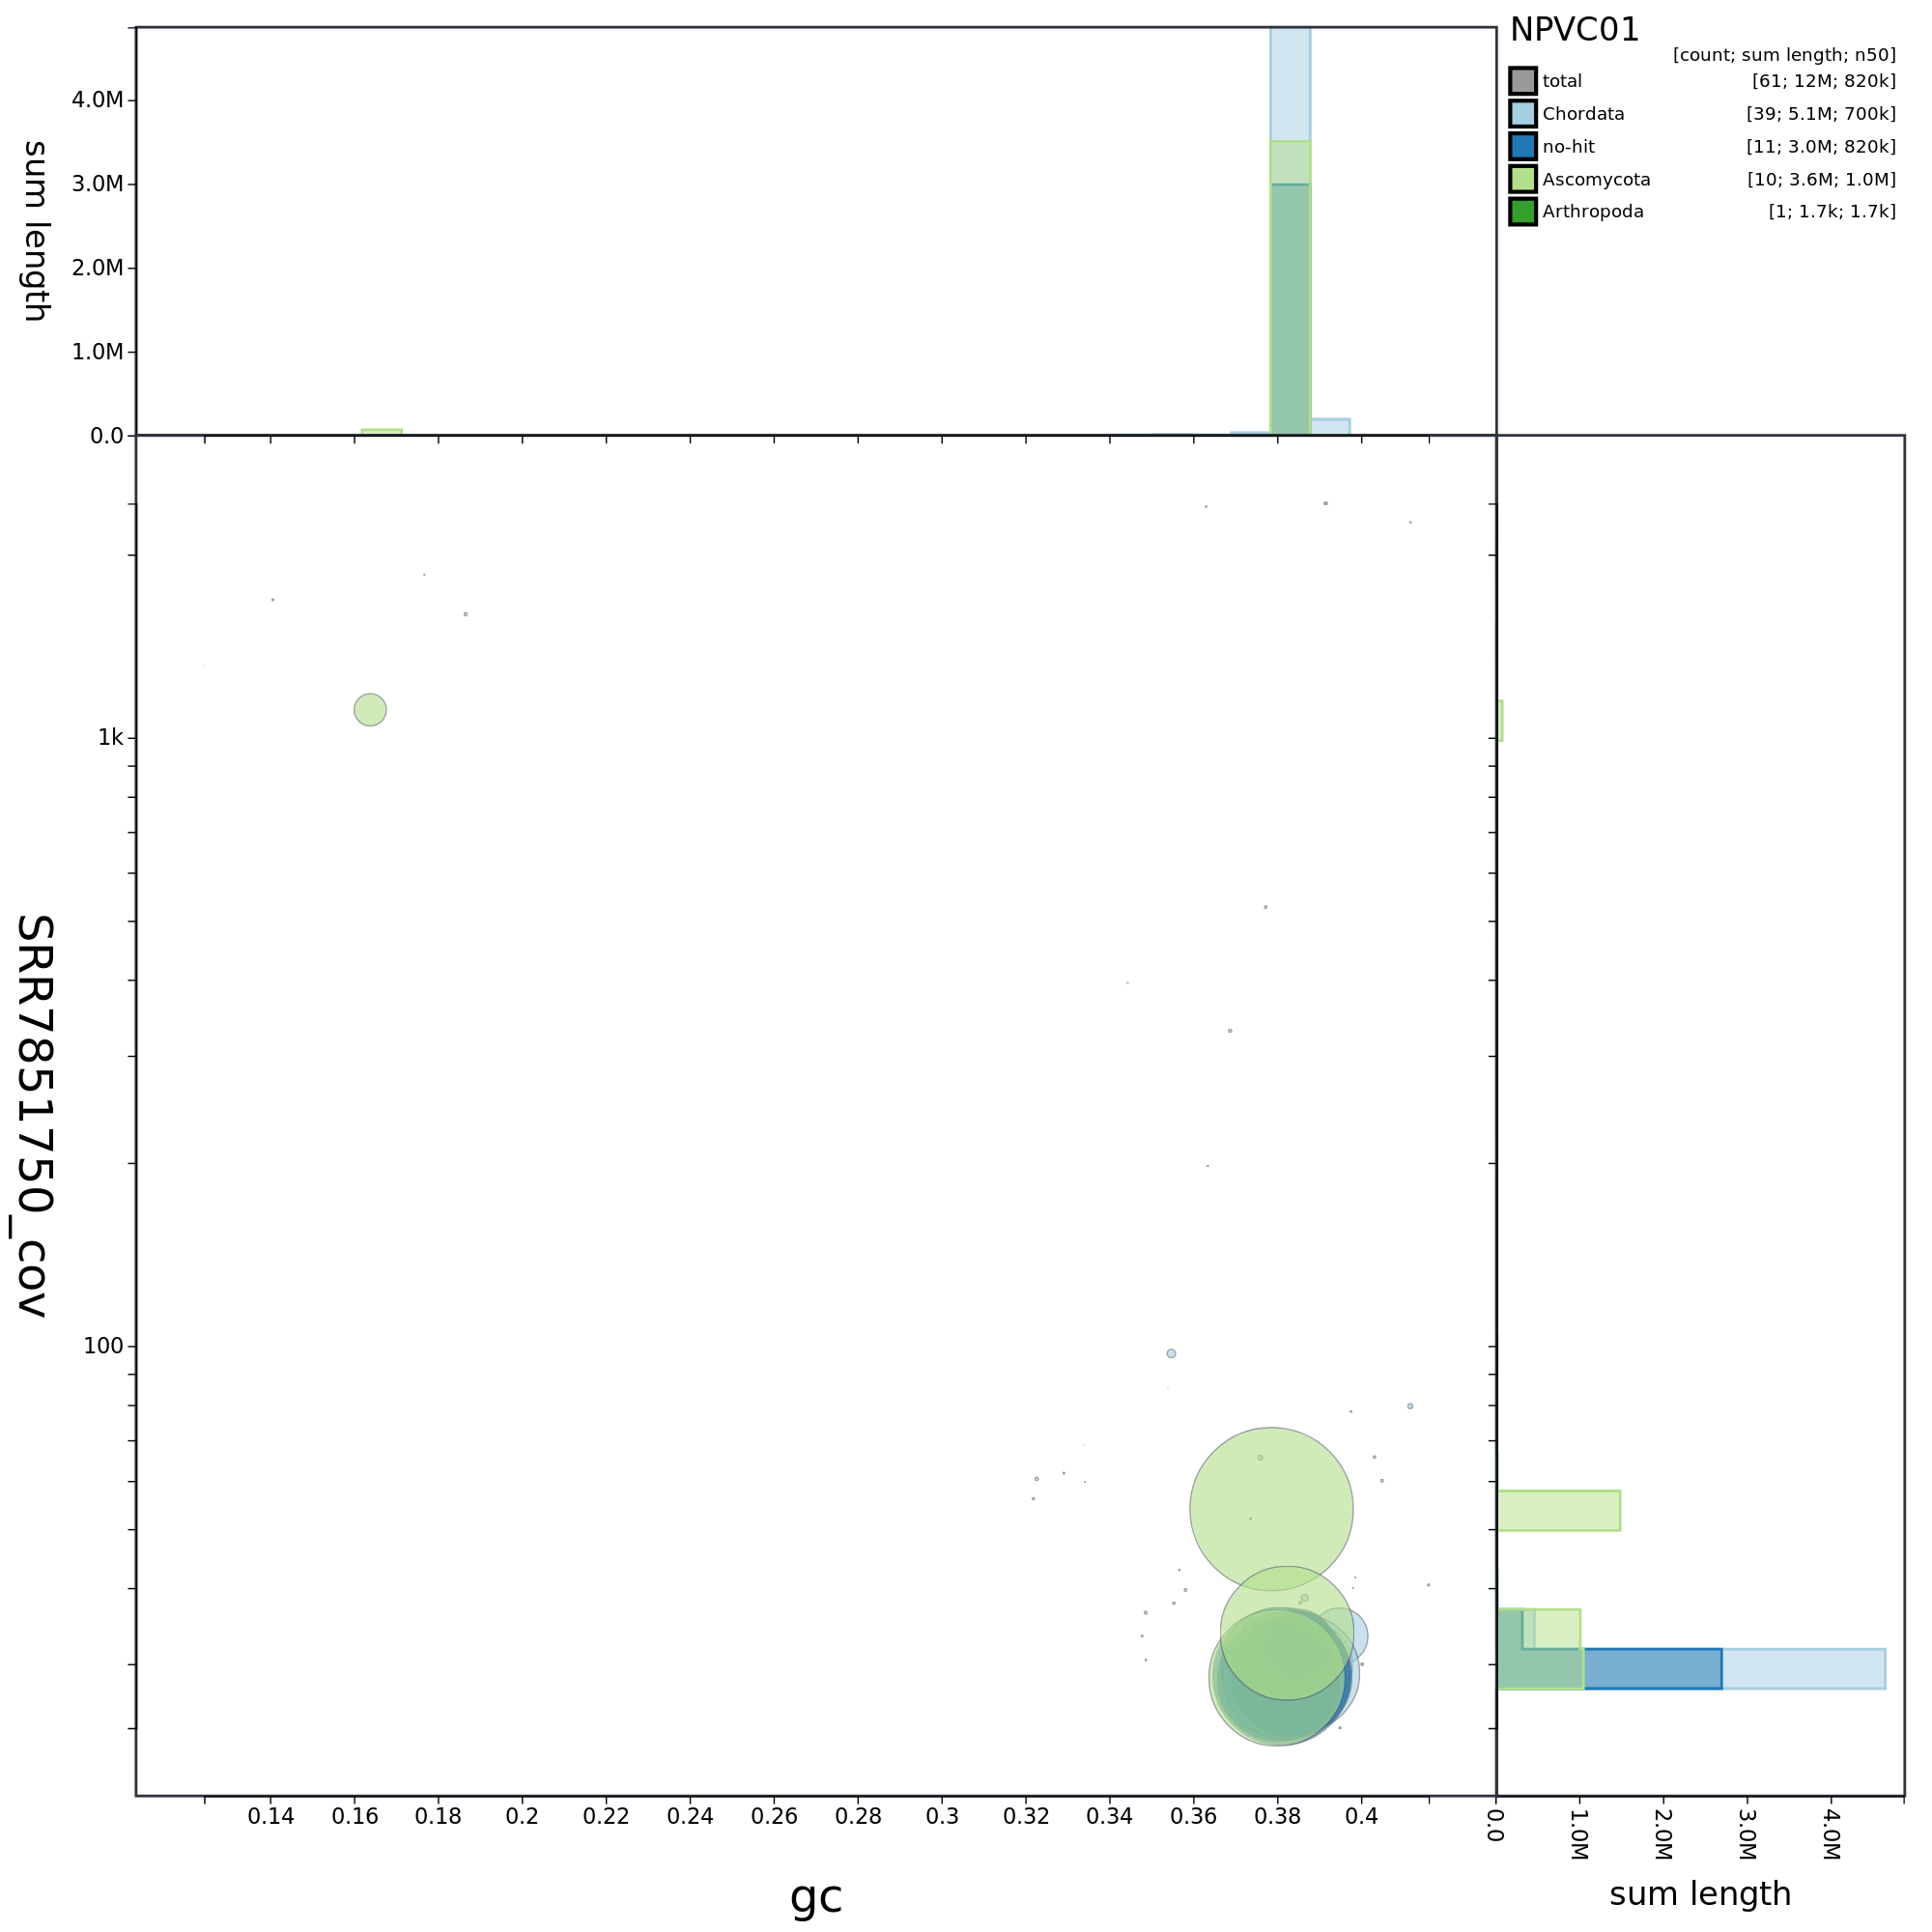 NPVC01
[count; sum length; n50]
total [61; 12M; 820k]
Chordata [39; 5.1M; 700k]
no-hit [11; 3.0M; 820k]
Ascomycota [10; 3.6M; 1.0M]
Arthropoda [1; 1.7k; 1.7k]
sum length
4.0M
3.0M
2.0M
1.0M
0.0
SRR7851750_cov
1k
100
0.14 0.16 0.18 0.2 0.22 0.24 0.26 0.28 0.3 0.32 0.34 0.36 0.38 0.4
gc
0.0 1.0M 2.0M 3.0M 4.0M
sum length